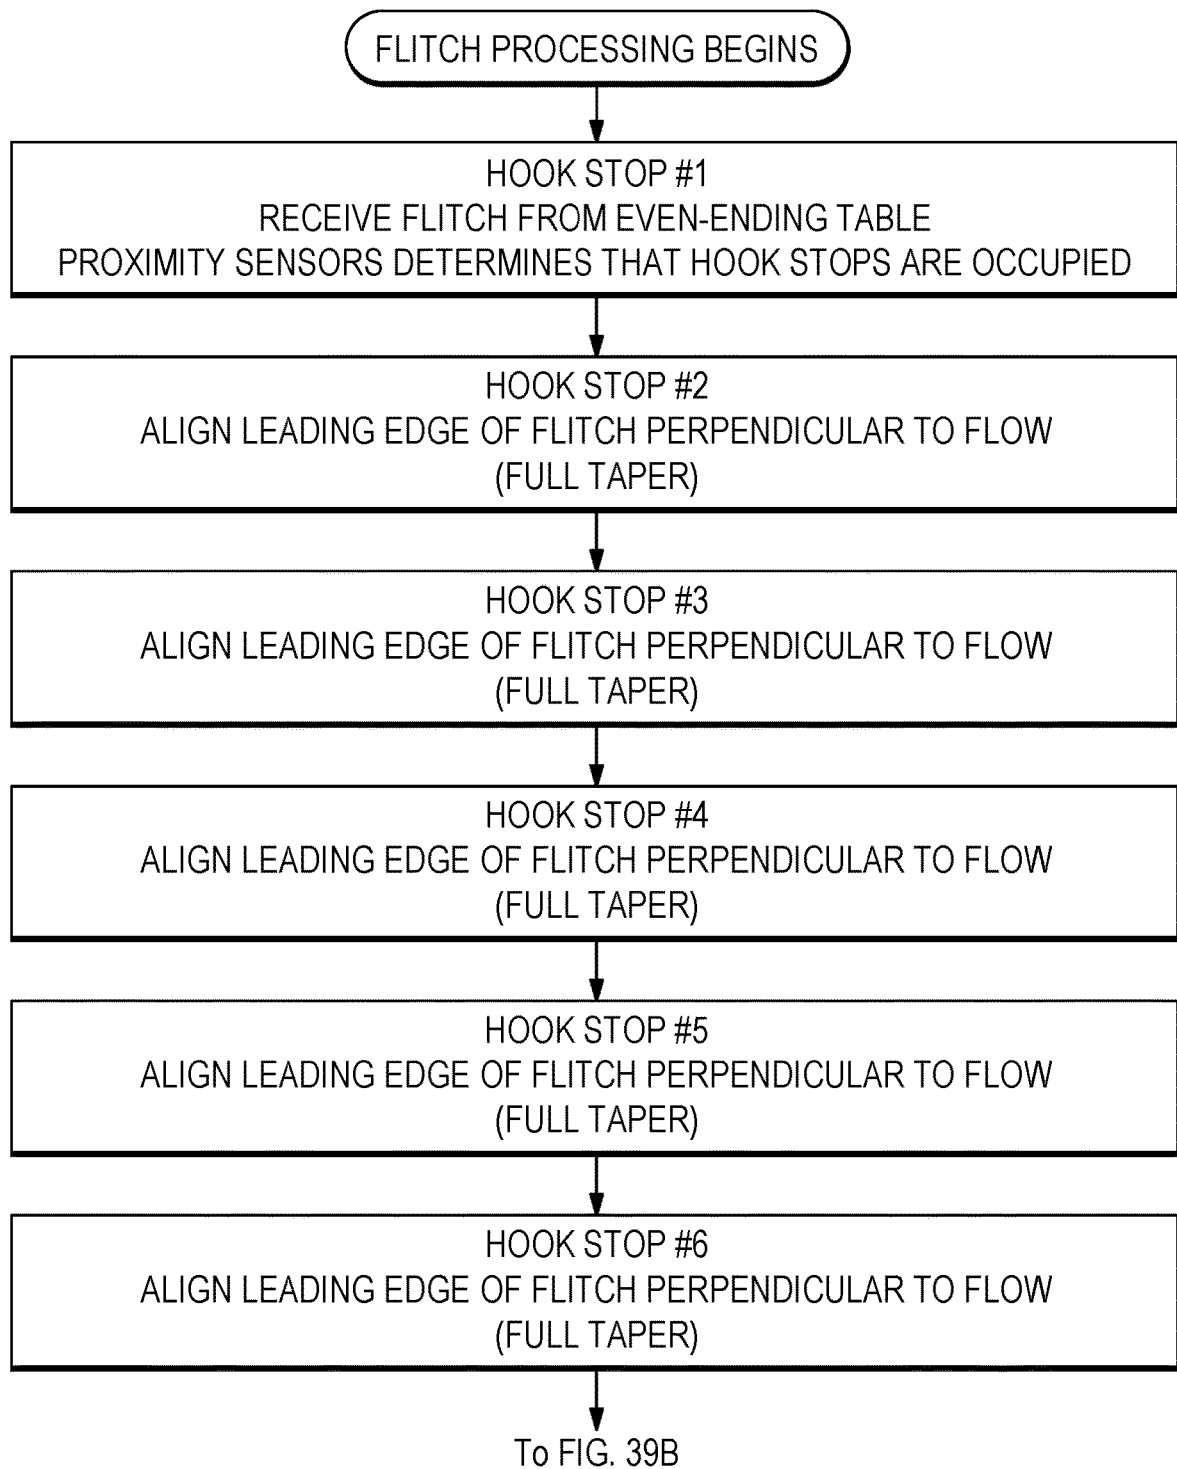 FLITCH PROCESSING BEGINS
HOOK STOP #1
RECEIVE FLITCH FROM EVEN-ENDING TABLE
PROXIMITY SENSORS DETERMINES THAT HOOK STOPS ARE OCCUPIED
HOOK STOP #2
ALIGN LEADING EDGE OF FLITCH PERPENDICULAR TO FLOW
(FULL TAPER)
HOOK STOP #3
ALIGN LEADING EDGE OF FLITCH PERPENDICULAR TO FLOW
(FULL TAPER)
HOOK STOP #4
ALIGN LEADING EDGE OF FLITCH PERPENDICULAR TO FLOW
(FULL TAPER)
HOOK STOP #5
ALIGN LEADING EDGE OF FLITCH PERPENDICULAR TO FLOW
(FULL TAPER)
HOOK STOP #6
ALIGN LEADING EDGE OF FLITCH PERPENDICULAR TO FLOW
(FULL TAPER)
To FIG. 39B